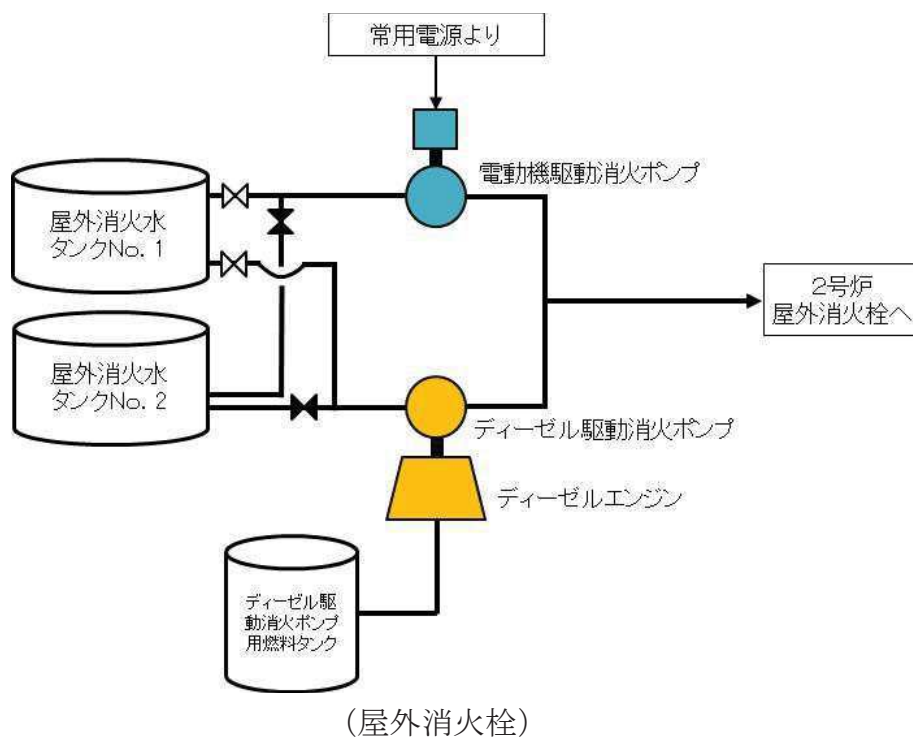 常用電源より
電動機駆動消火ポンプ
屋外消火水
タンクNo. 1
2号炉
屋外消火栓へ
屋外消火水
タンクNo. 2
ディーゼル駆動消火ポンプ
ディーゼルエンジン
ディーゼル駆
動消火ポンプ
用燃料タンク
(屋外消火栓)